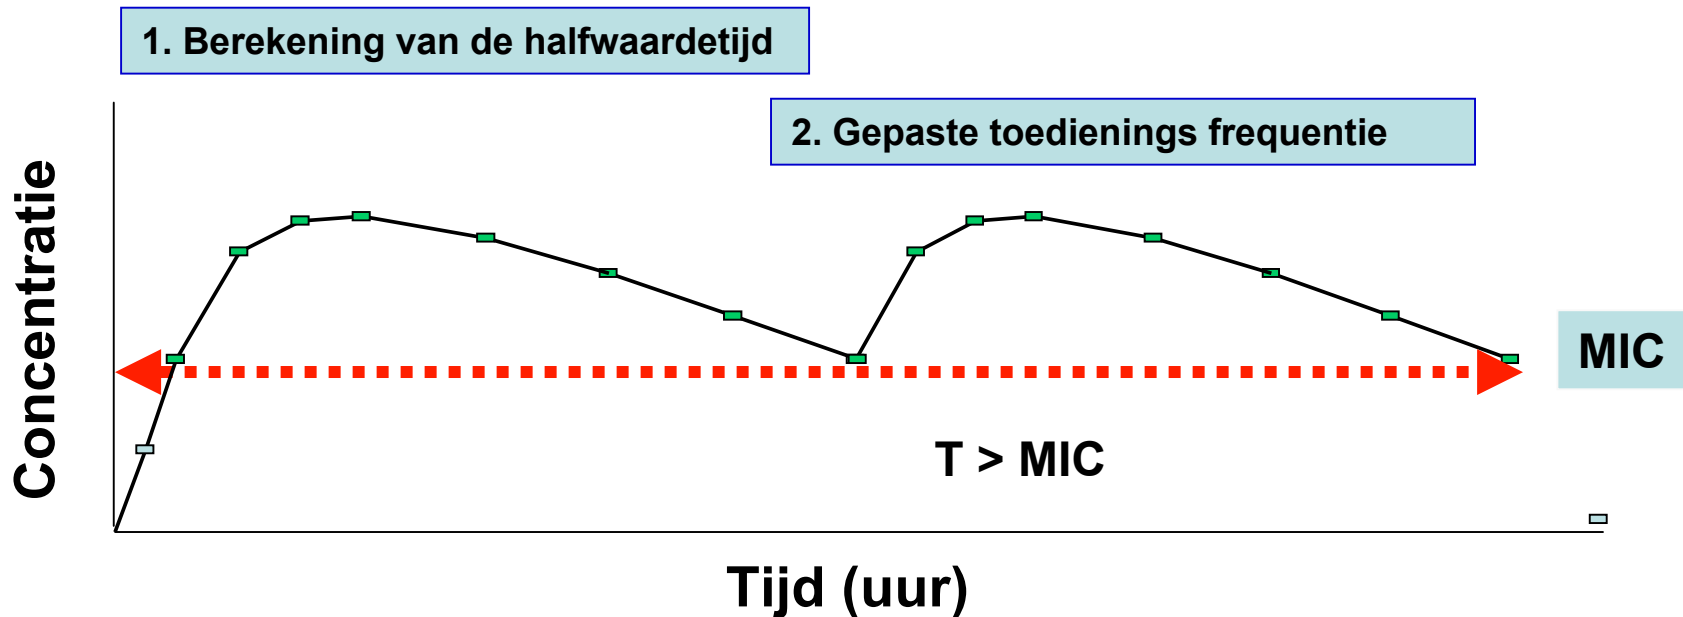 1. Berekening van de halfwaardetijd
2. Gepaste toedienings frequentie
Concentratie
MIC
T > MIC
Tijd (uur)